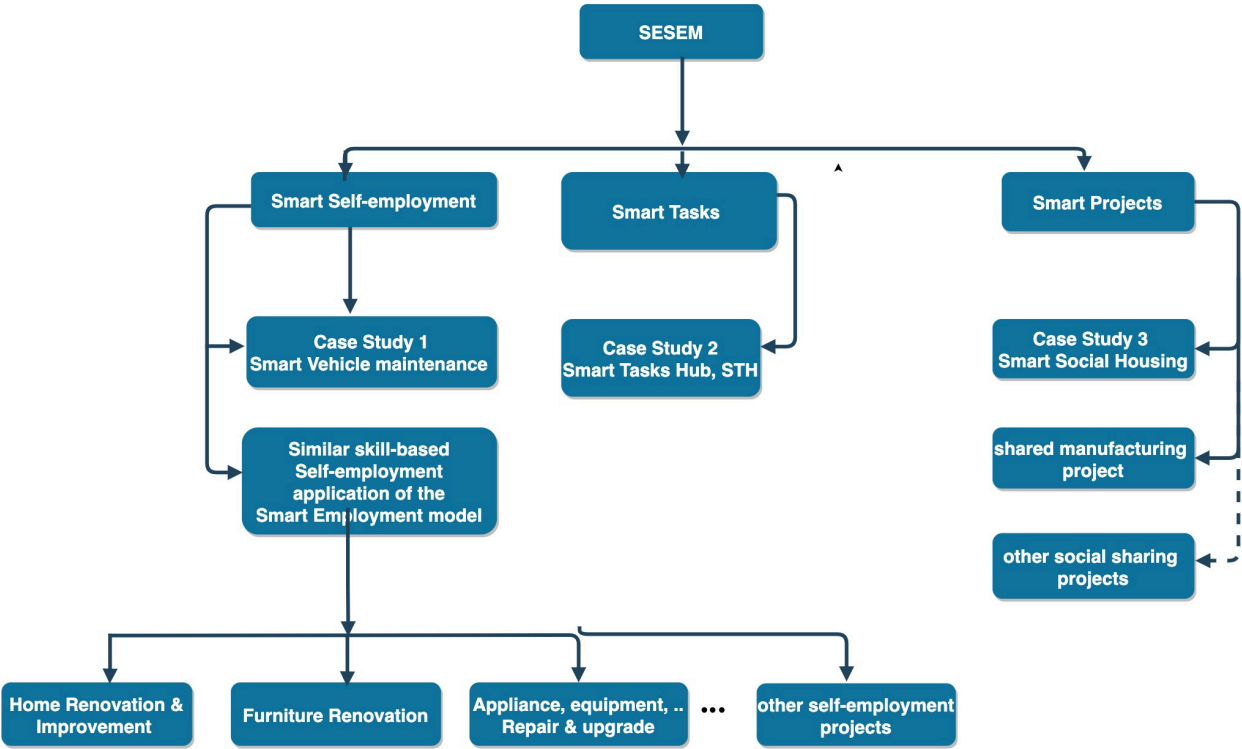 SESEM
Smart Self-employment
Smart Tasks
Smart Projects
Case Study 1
Smart Vehicle maintenance
Case Study 2
Smart Tasks Hub, STH
Case Study 3
Smart Social Housing
Similar skill-based
Self-employment
application of the
Smart Employment model
shared manufacturing
project
other social sharing
projects
Home Renovation &
Improvement
Furniture Renovation
Appliance, equipment, ..
Repair & upgrade
...
other self-employment
projects